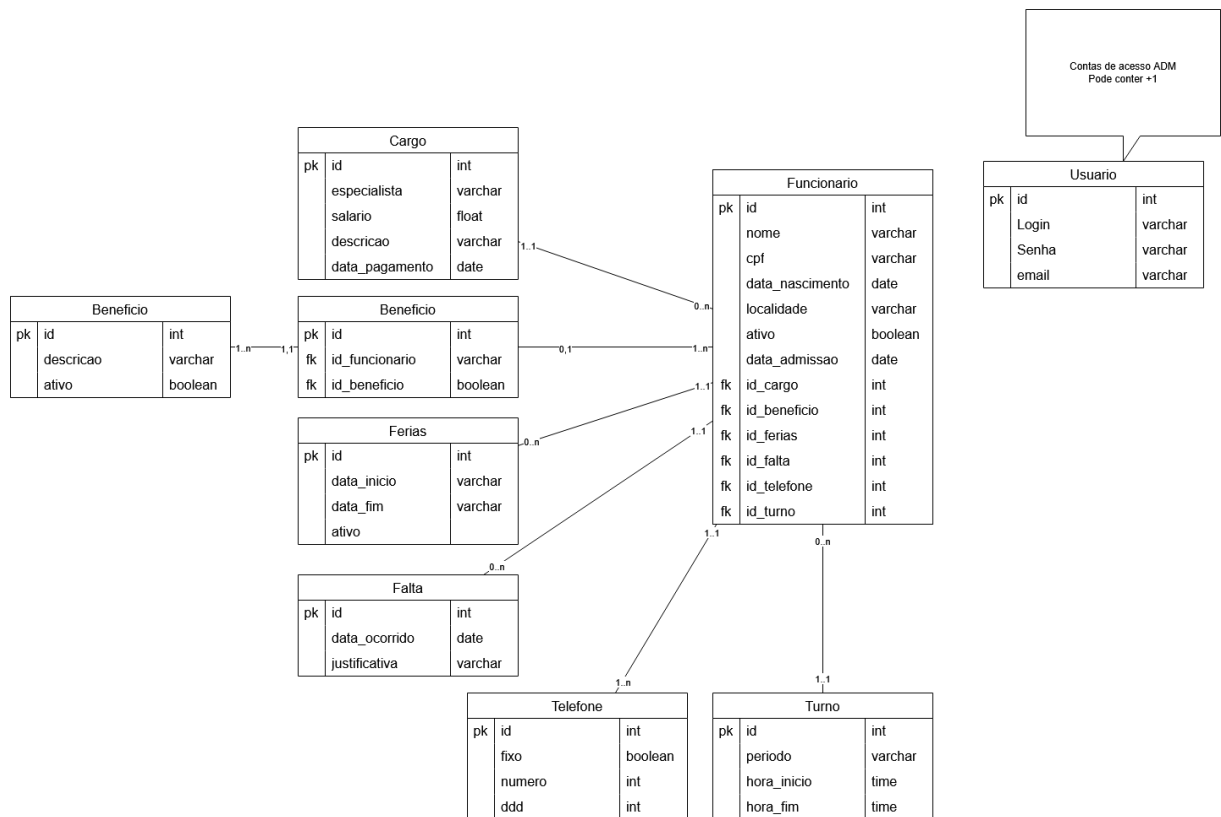 Contas de acesso ADM
Pode conter +1
Cargo
pk id int
especialista varchar
salario float
descricao varchar
data_pagamento date
Funcionario
pk id int
nome varchar
cpf varchar
data_nascimento date
localidade varchar
ativo boolean
data_admissao date
fk id_cargo int
fk id_beneficio int
fk id_ferias int
fk id_falta int
fk id_telefone int
fk id_turno int
Usuario
pk id int
Login varchar
Senha varchar
email varchar
1..1
0..n
Beneficio
pk id int
descricao varchar
ativo boolean
1..n
1,1
Beneficio
pk id int
fk id_funcionario varchar
fk id_beneficio boolean
0,1
1..n
1..1
0..n
Ferias
pk id int
data_inicio varchar
data_fim varchar
ativo
1..1
0..n
Falta
pk id int
data_ocorrido date
justificativa varchar
1..1
1..n
0..n
1..1
Telefone
pk id int
fixo boolean
numero int
ddd int
Turno
pk id int
periodo varchar
hora_inicio time
hora_fim time